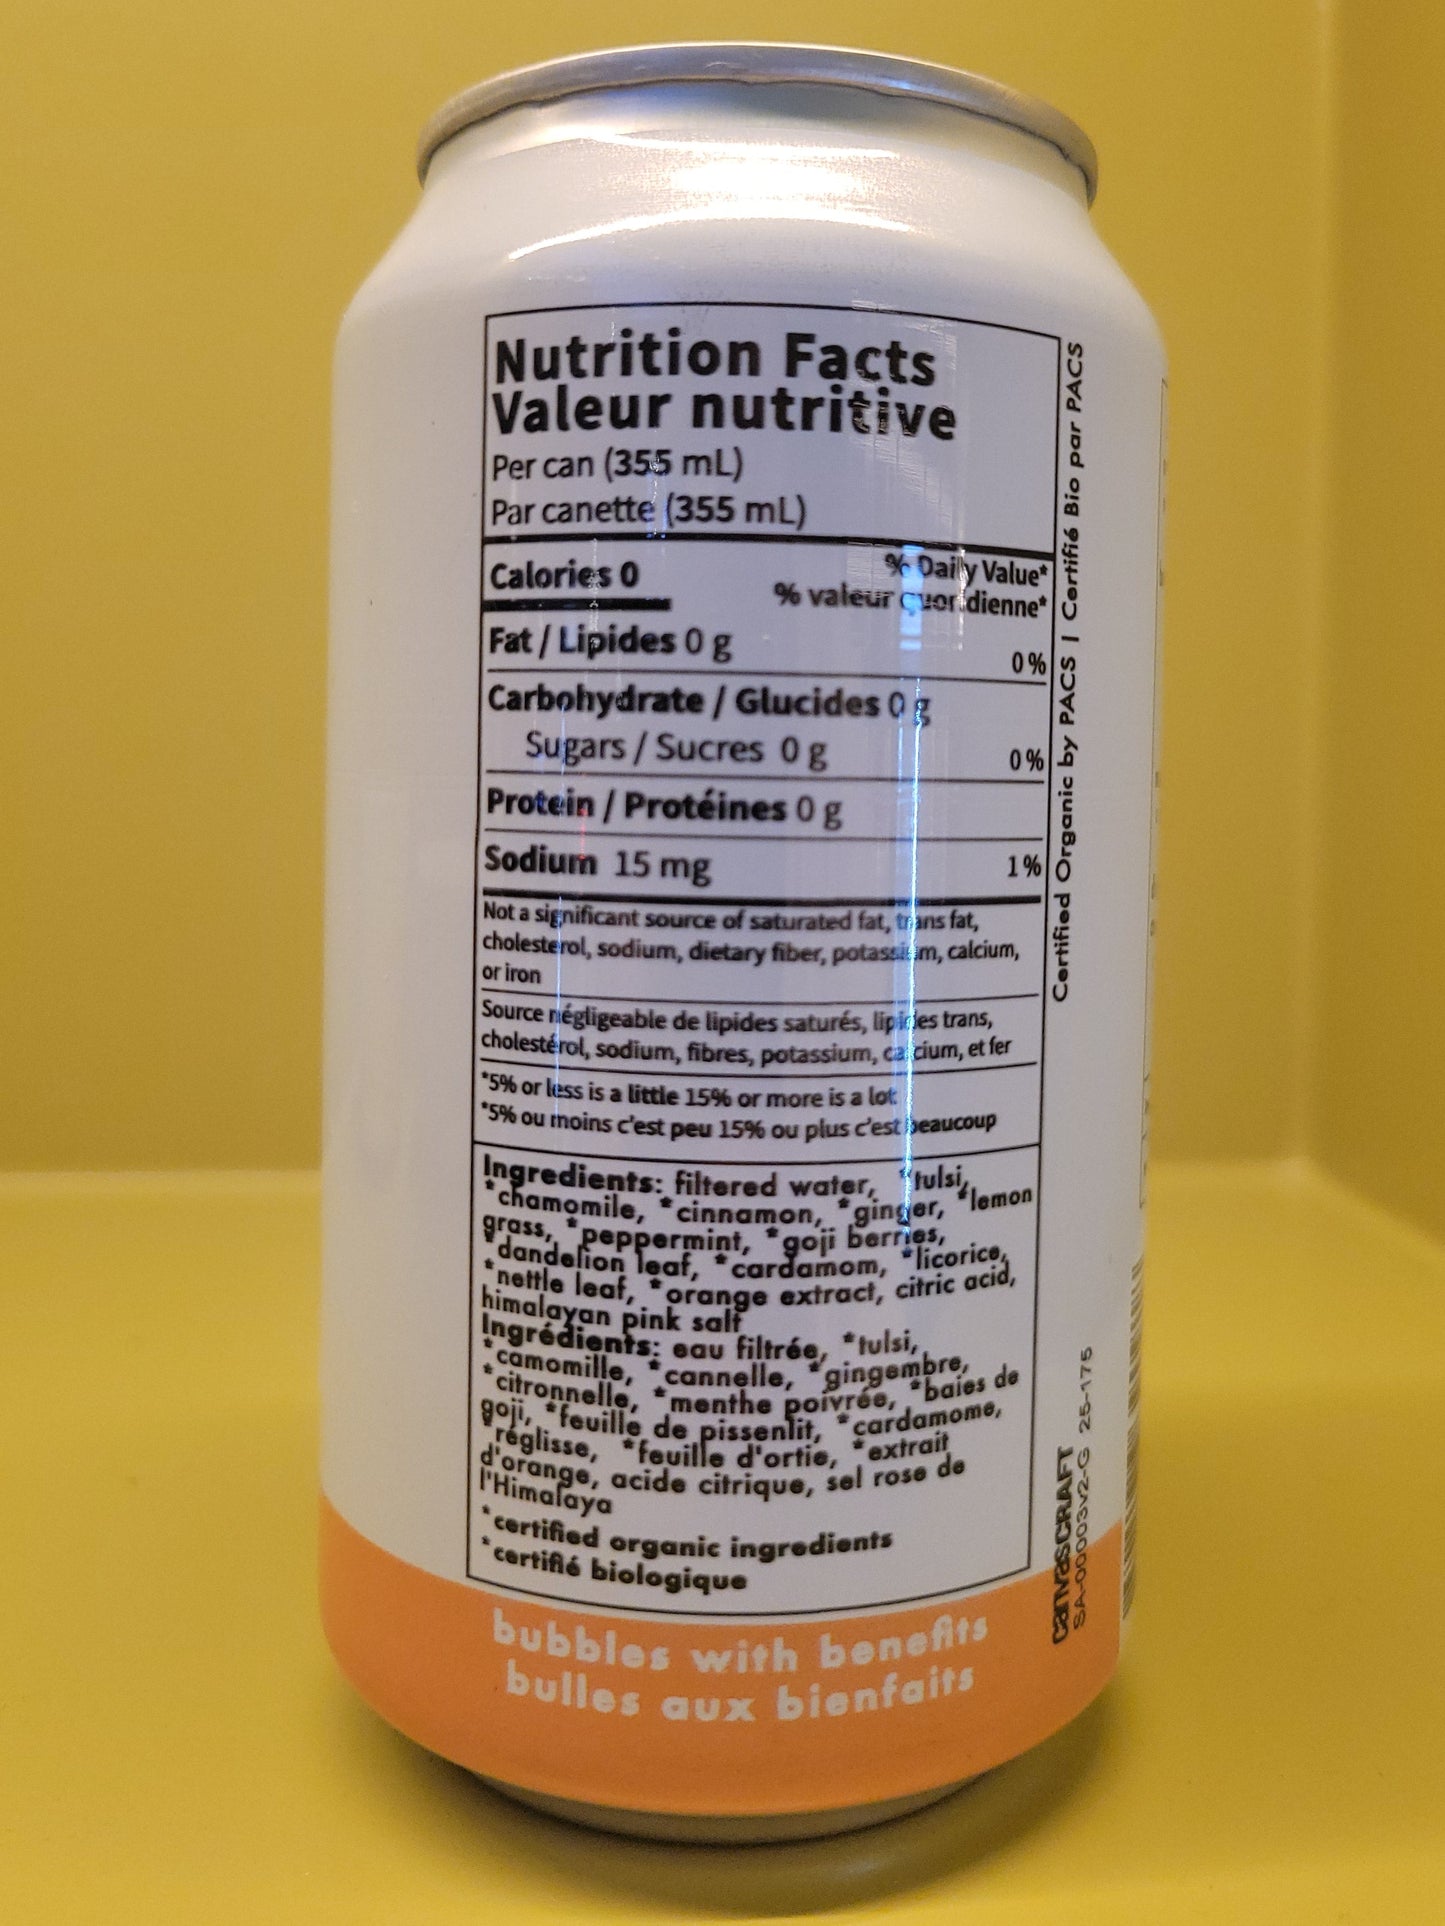 Nutrition Facts
Valeur nutritive
Per can (355 mL)
Par canette (355 mL)
Calories 0
% Daily Value*
% valeur quotidienne*
Fat / Lipides 0 g 0 %
Carbohydrate / Glucides 0 g
Sugars / Sucres 0 g 0 %
Protein / Protéines 0 g
Sodium 15 mg 1 %
Not a significant source of saturated fat, trans fat,
cholesterol, sodium, dietary fiber, potassium, calcium,
or iron
Source négligeable de lipides saturés, lipides trans,
cholestérol, sodium, fibres, potassium, calcium, et fer
*5% or less is a little 15% or more is a lot
*5% ou moins c'est peu 15% ou plus c'est beaucoup
Ingredients: filtered water, *tulsi,
*chamomile, *cinnamon, *ginger, *lemon
grass, *peppermint, *goji berries,
*dandelion leaf, *cardamom, *licorice,
*nettle leaf, *orange extract, citric acid,
himalayan pink salt
Ingrédients: eau filtrée, *tulsi,
*camomille, *cannelle, *gingembre,
*citronnelle, *menthe poivrée, *baies de
goji, *feuille de pissenlit, *cardamome,
*réglisse, *feuille d'ortie, *extrait
d'orange, acide citrique, sel rose de
l'Himalaya
*certified organic ingredients
*certifié biologique
bubbles with benefits
bulles aux bienfaits
Certified Organic by PACS | Certifié Bio par PACS
canvasCRAFT
SA-00003v2-G 25-175